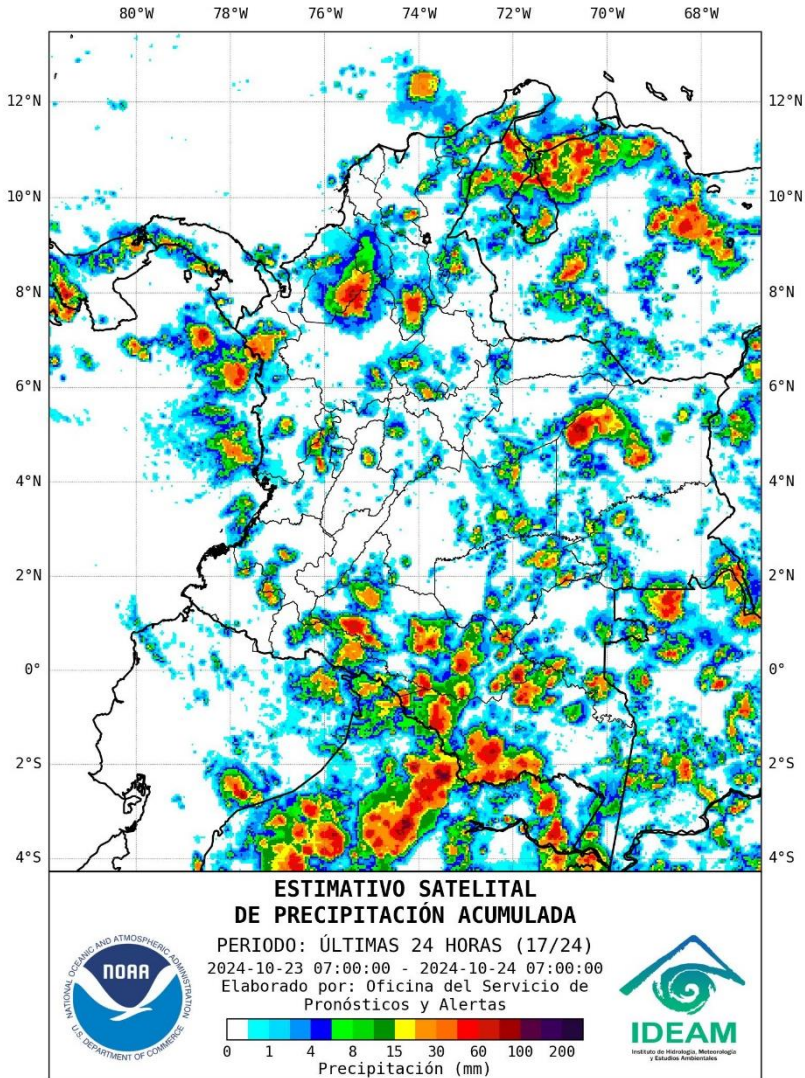 80°W 78°W 76°W 74°W 72°W 70°W 68°W
12°N 12°N
10°N 10°N
8°N 8°N
6°N 6°N
4°N 4°N
2°N 2°N
0° 0°
2°S 2°S
4°S 4°S
ESTIMATIVO SATELITAL
DE PRECIPITACIÓN ACUMULADA
PERIODO: ÚLTIMAS 24 HORAS (17/24)
2024-10-23 07:00:00 - 2024-10-24 07:00:00
Elaborado por: Oficina del Servicio de
Pronósticos y Alertas
NATIONAL OCEANIC AND ATMOSPHERIC ADMINISTRATION
NOAA
U.S. DEPARTMENT OF COMMERCE
0 1 4 8 15 30 60 100 200
Precipitación (mm)
IDEAM
Instituto de Hidrología, Meteorología
y Estudios Ambientales